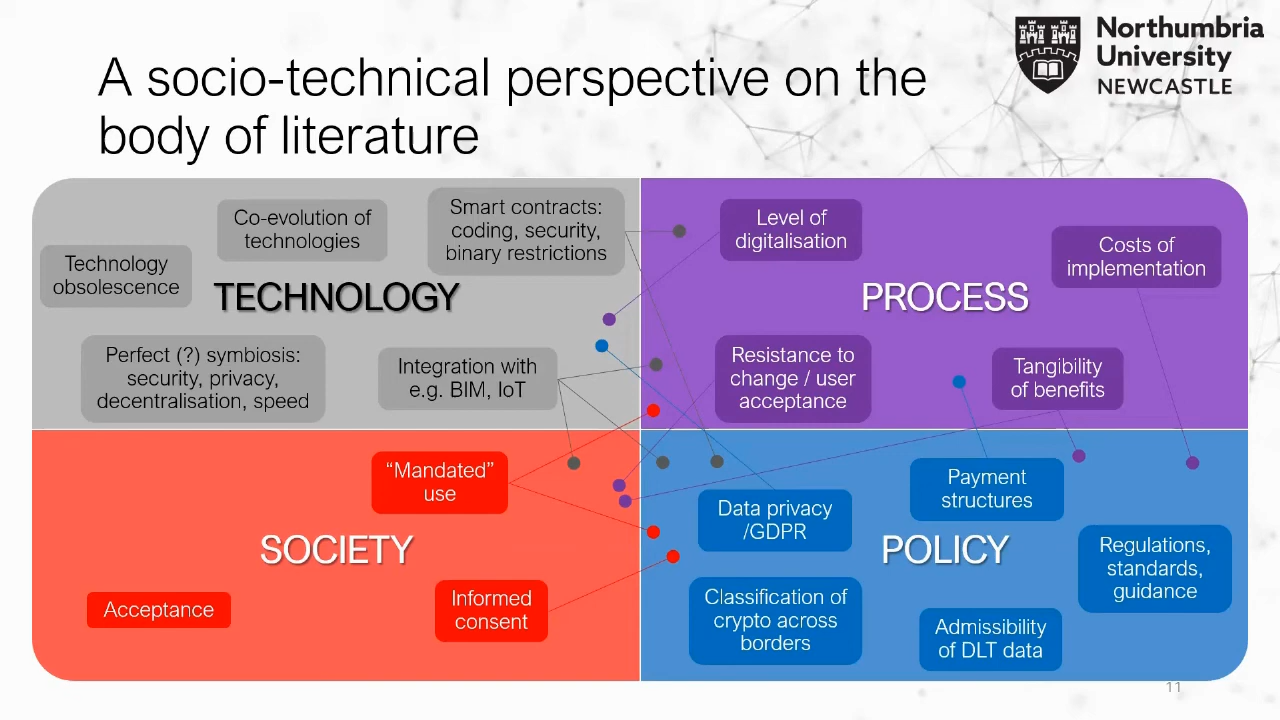 A socio-technical perspective on the
body of literature
Northumbria
University
NEWCASTLE
Co-evolution of
technologies
Smart contracts:
coding, security,
binary restrictions
Technology
obsolescence
TECHNOLOGY
Perfect (?) symbiosis:
security, privacy,
decentralisation, speed
Integration with
e.g. BIM, IoT
Level of
digitalisation
Costs of
implementation
PROCESS
Resistance to
change / user
acceptance
Tangibility
of benefits
“Mandated”
use
SOCIETY
Acceptance
Informed
consent
Payment
structures
Data privacy
/GDPR
POLICY
Regulations,
standards,
guidance
Classification of
crypto across
borders
Admissibility
of DLT data
11